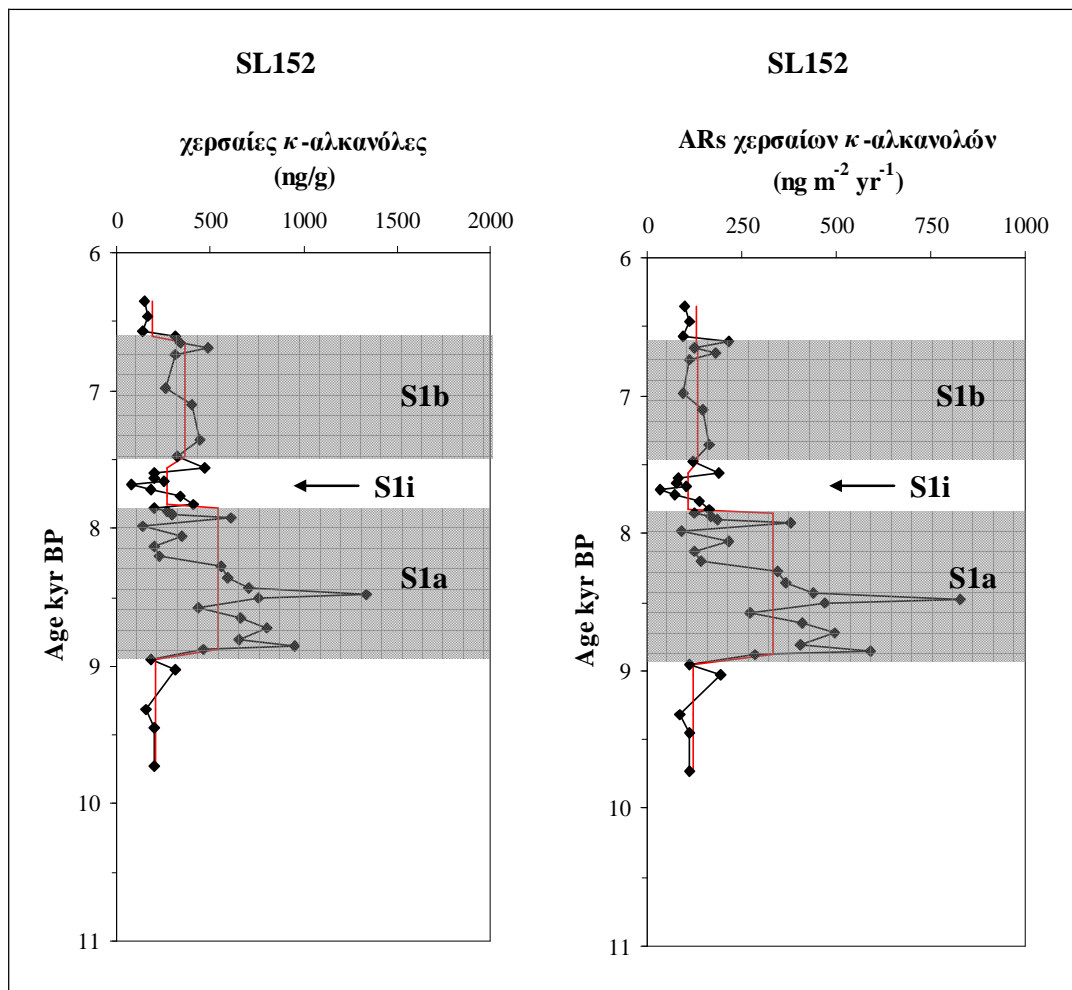 SL152
χερσαίες κ-αλκανόλες
(ng/g)
0 500 1000 1500 2000
6
7
8
9
10
11
Age kyr BP
S1b
S1i
S1a
SL152
ARs χερσαίων κ-αλκανολών
(ng m⁻² yr⁻¹)
0 250 500 750 1000
6
7
8
9
10
11
Age kyr BP
S1b
S1i
S1a